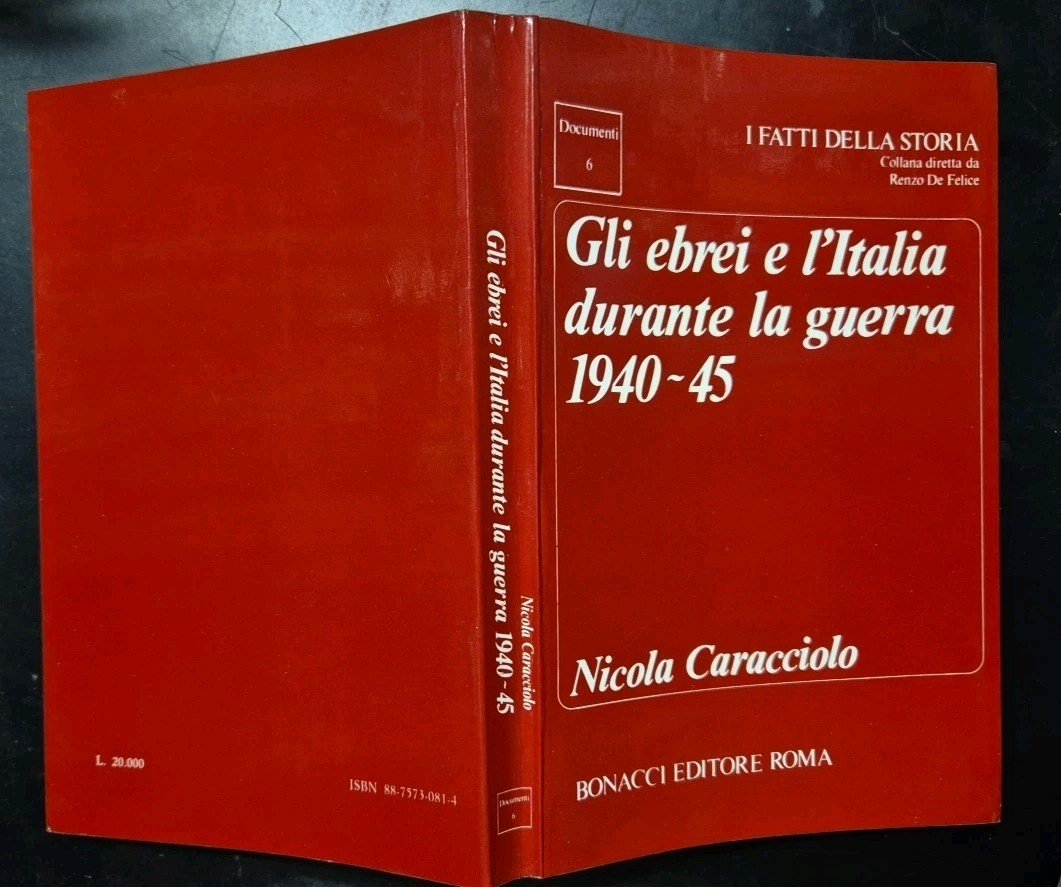 L. 20.000
ISBN 88-7573-081-4
Gli ebrei e l'Italia durante la guerra 1940~45
Nicola Caracciolo
Documenti
6
Documenti
6
I FATTI DELLA STORIA
Collana diretta da
Renzo De Felice
Gli ebrei e l'Italia
durante la guerra
1940~45
Nicola Caracciolo
BONACCI EDITORE ROMA